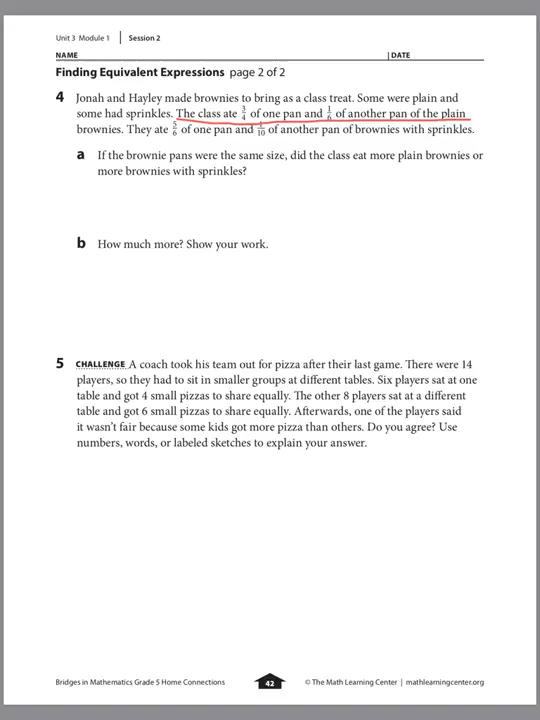 Unit 3 Module 1 | Session 2
NAME | DATE
Finding Equivalent Expressions page 2 of 2
4 Jonah and Hayley made brownies to bring as a class treat. Some were plain and
some had sprinkles. The class ate 3/4 of one pan and 1/6 of another pan of the plain
brownies. They ate 5/6 of one pan and 1/10 of another pan of brownies with sprinkles.
a If the brownie pans were the same size, did the class eat more plain brownies or
more brownies with sprinkles?
b How much more? Show your work.
5 CHALLENGE A coach took his team out for pizza after their last game. There were 14
players, so they had to sit in smaller groups at different tables. Six players sat at one
table and got 4 small pizzas to share equally. The other 8 players sat at a different
table and got 6 small pizzas to share equally. Afterwards, one of the players said
it wasn't fair because some kids got more pizza than others. Do you agree? Use
numbers, words, or labeled sketches to explain your answer.
Bridges in Mathematics Grade 5 Home Connections 42 © The Math Learning Center | mathlearningcenter.org